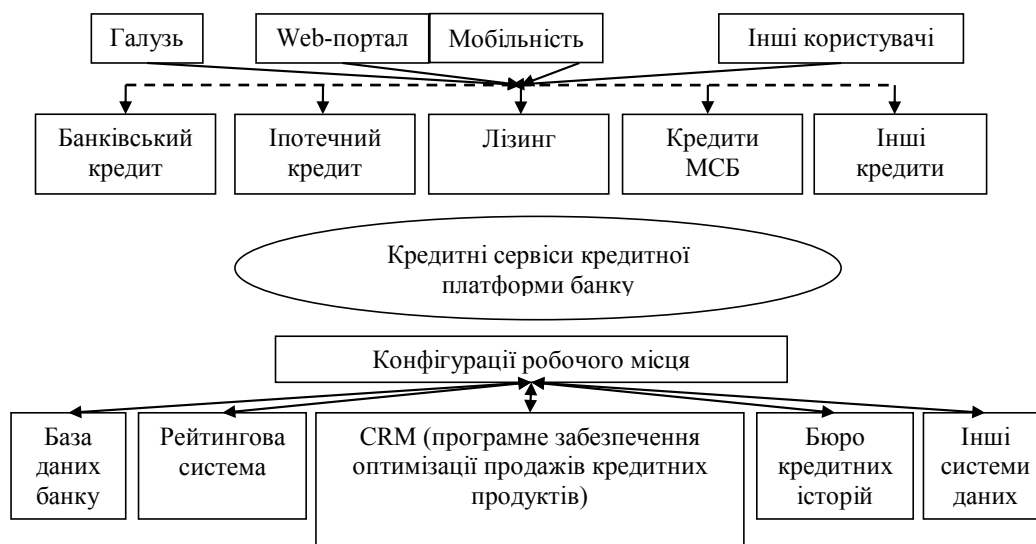 Галузь
Web-портал
Мобільність
Інші користувачі
Банківський
кредит
Іпотечний
кредит
Лізинг
Кредити
МСБ
Інші
кредити
Кредитні сервіси кредитної
платформи банку
Конфігурації робочого місця
База
даних
банку
Рейтингова
система
CRM (програмне забезпечення
оптимізації продажів кредитних
продуктів)
Бюро
кредитних
історій
Інші
системи
даних